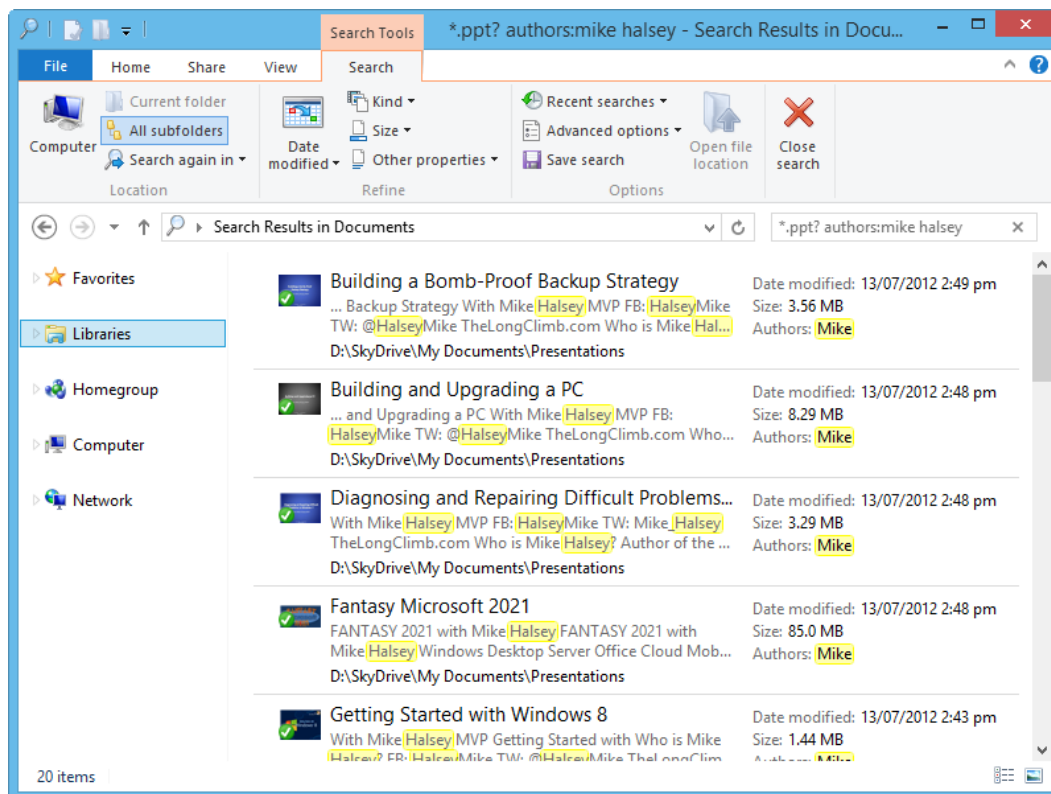 Search Tools
*.ppt? authors:mike halsey - Search Results in Docu...
File Home Share View Search
Computer
Current folder
All subfolders
Search again in
Location
Date modified
Kind
Size
Other properties
Refine
Recent searches
Advanced options
Save search
Options
Open file location
Close search
Search Results in Documents
*.ppt? authors:mike halsey
Favorites
Libraries
Homegroup
Computer
Network
Building a Bomb-Proof Backup Strategy
... Backup Strategy With Mike Halsey MVP FB: HalseyMike
TW: @HalseyMike TheLongClimb.com Who is Mike Hal...
D:\SkyDrive\My Documents\Presentations
Date modified: 13/07/2012 2:49 pm
Size: 3.56 MB
Authors: Mike
Building and Upgrading a PC
... and Upgrading a PC With Mike Halsey MVP FB:
HalseyMike TW: @HalseyMike TheLongClimb.com Who...
D:\SkyDrive\My Documents\Presentations
Date modified: 13/07/2012 2:48 pm
Size: 8.29 MB
Authors: Mike
Diagnosing and Repairing Difficult Problems...
With Mike Halsey MVP FB: HalseyMike TW: Mike_Halsey
TheLongClimb.com Who is Mike Halsey? Author of the ...
D:\SkyDrive\My Documents\Presentations
Date modified: 13/07/2012 2:48 pm
Size: 3.29 MB
Authors: Mike
Fantasy Microsoft 2021
FANTASY 2021 with Mike Halsey FANTASY 2021 with
Mike Halsey Windows Desktop Server Office Cloud Mob...
D:\SkyDrive\My Documents\Presentations
Date modified: 13/07/2012 2:48 pm
Size: 85.0 MB
Authors: Mike
Getting Started with Windows 8
With Mike Halsey MVP Getting Started with Who is Mike
Halsey? FB: HalseyMike TW: @HalseyMike TheLongClim
Date modified: 13/07/2012 2:43 pm
Size: 1.44 MB
Authors: Mike
20 items